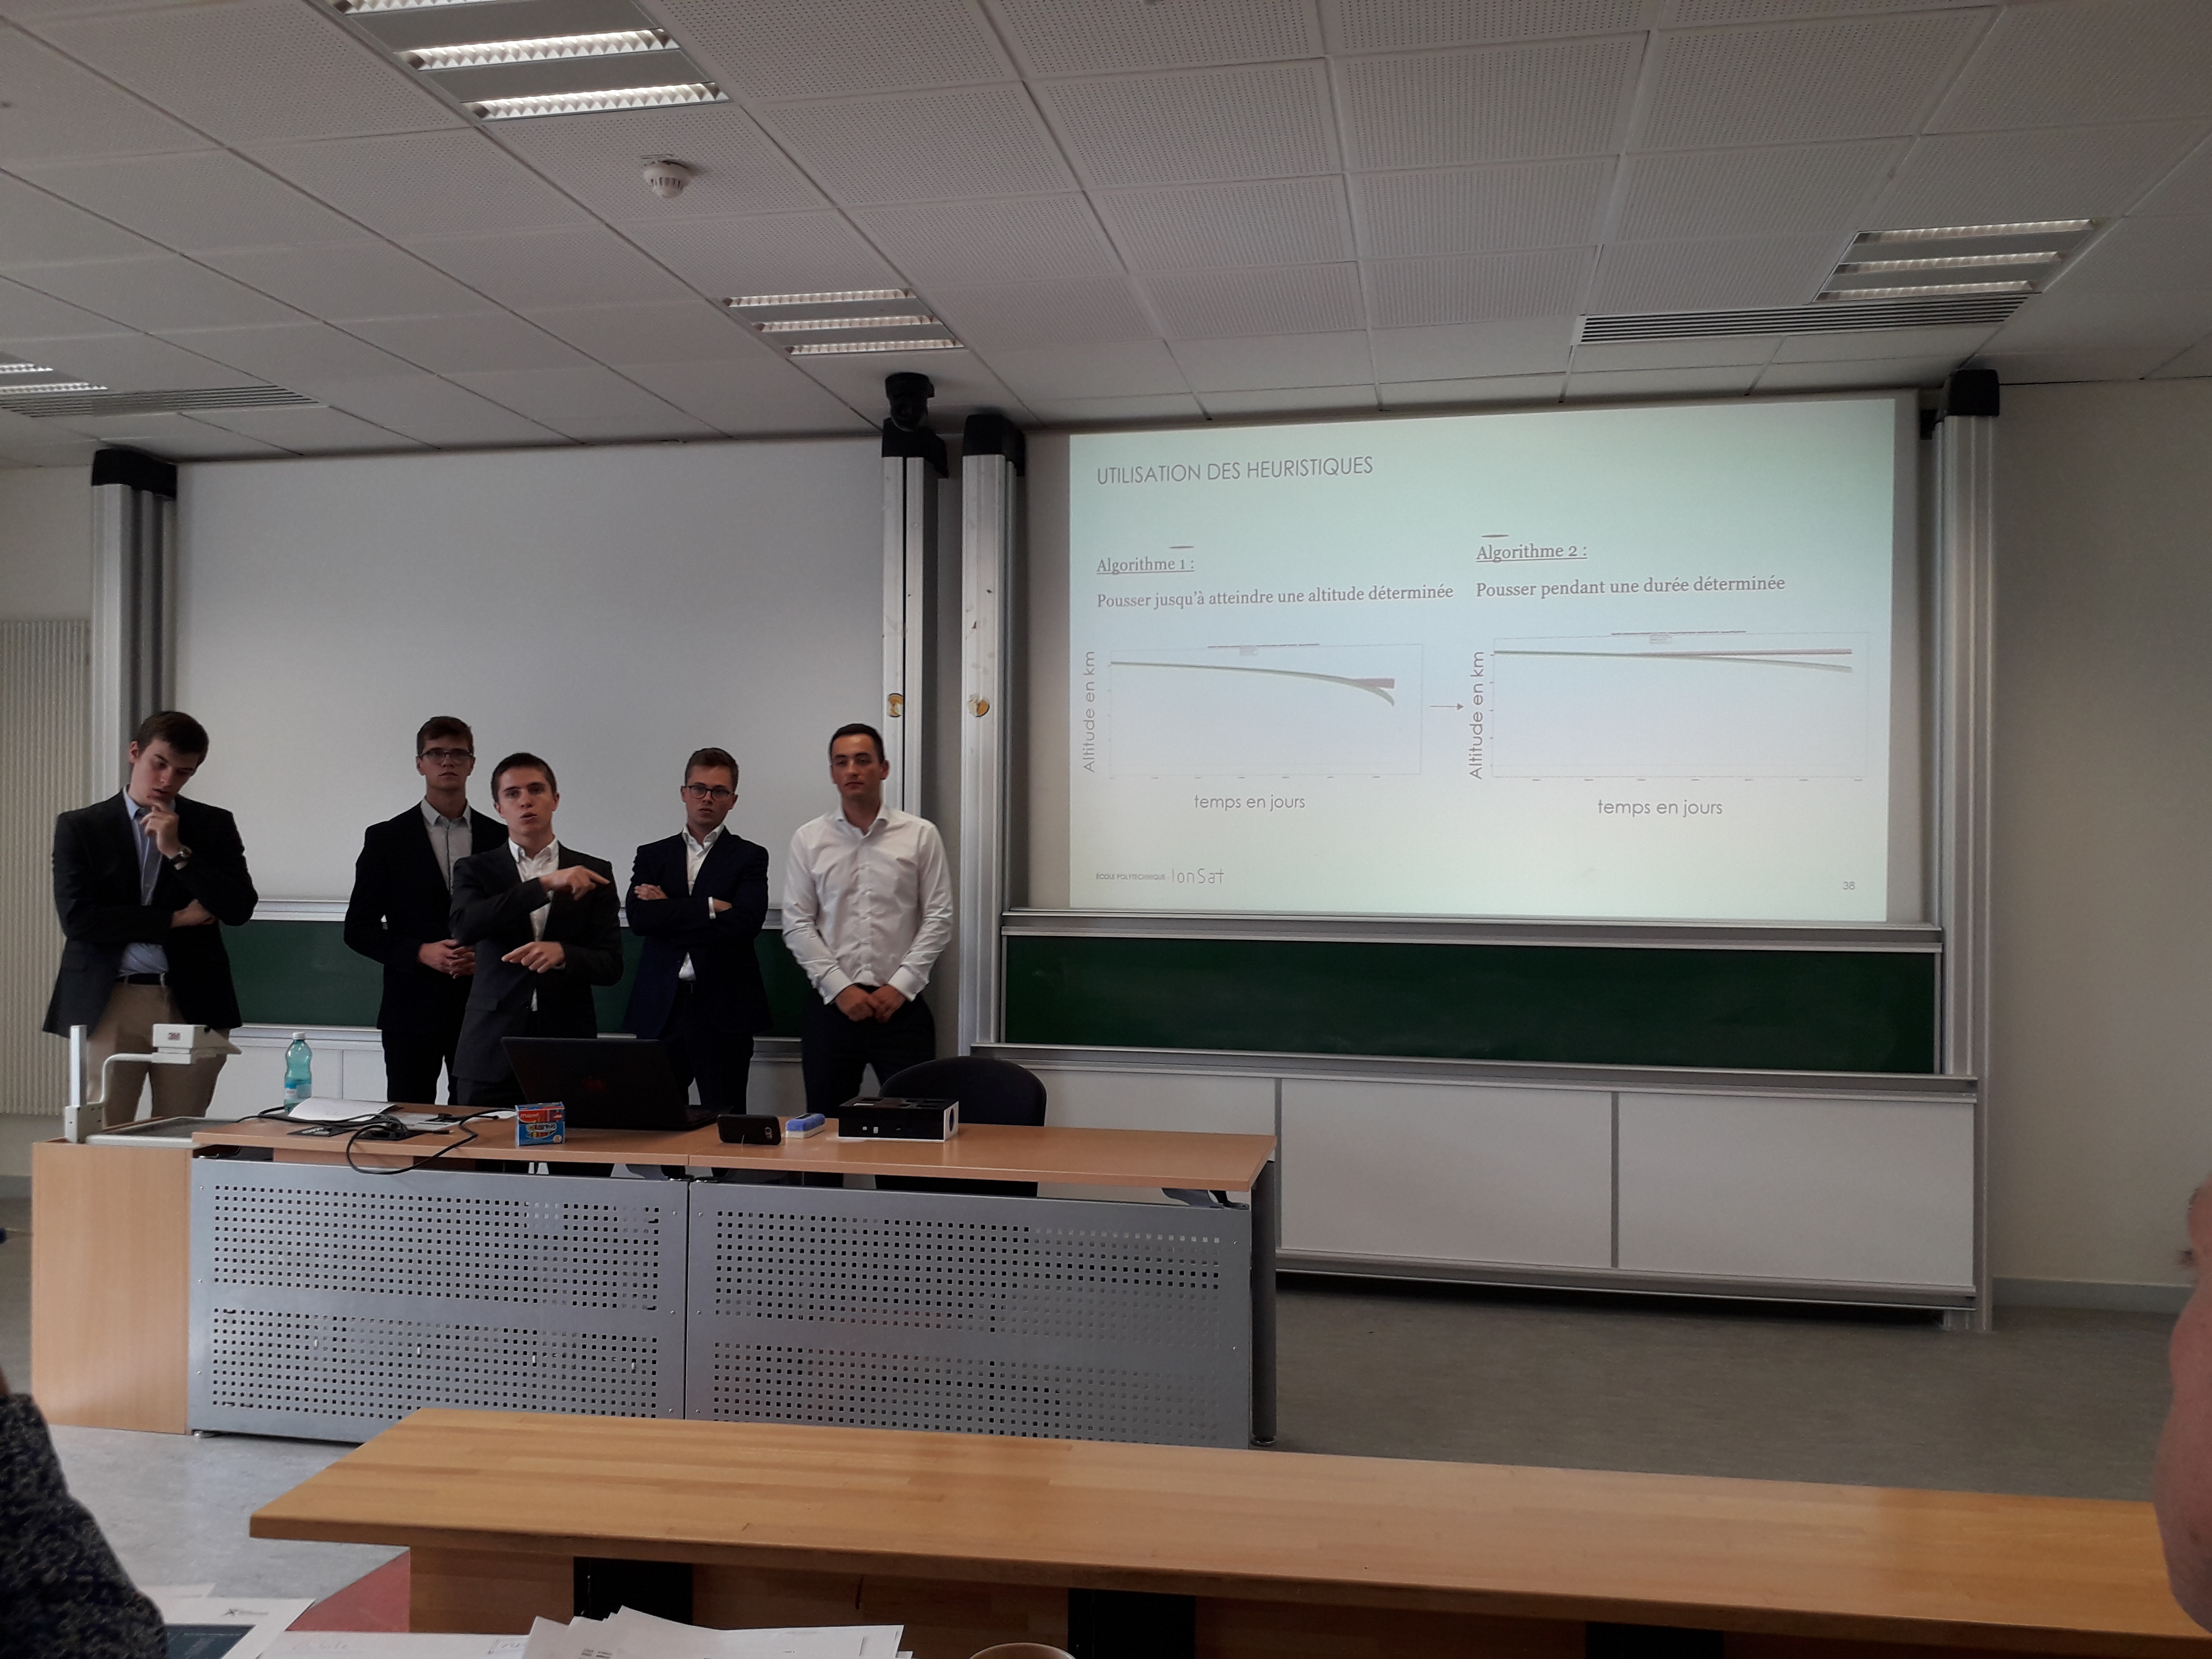 UTILISATION DES HEURISTIQUES
Algorithme 1 :
Pousser jusqu'à atteindre une altitude déterminée
Algorithme 2 :
Pousser pendant une durée déterminée
Altitude en km
temps en jours
Altitude en km
temps en jours
ÉCOLE POLYTECHNIQUE IonSat
38
3M